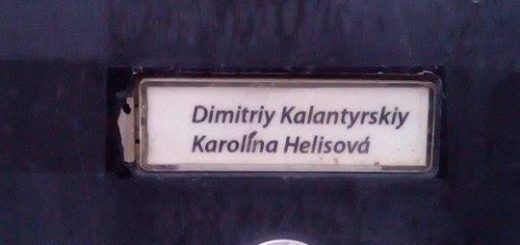 Dimitriy Kalantyrskiy
Karolína Helisová